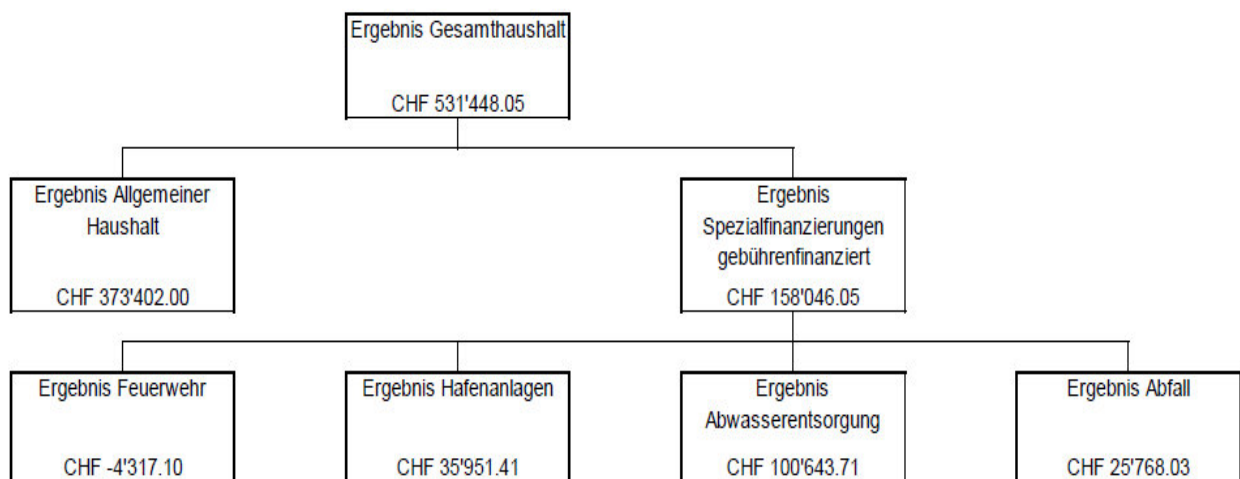 Ergebnis Gesamthaushalt
CHF 531'448.05
Ergebnis Allgemeiner
Haushalt
CHF 373'402.00
Ergebnis
Spezialfinanzierungen
gebührenfinanziert
CHF 158'046.05
Ergebnis Feuerwehr
CHF -4'317.10
Ergebnis Hafenanlagen
CHF 35'951.41
Ergebnis
Abwasserentsorgung
CHF 100'643.71
Ergebnis Abfall
CHF 25'768.03